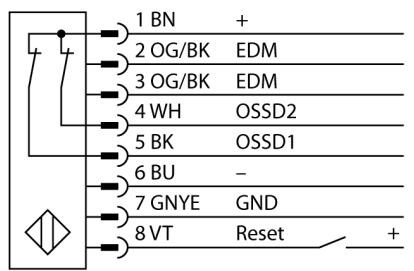 1 BN +
2 OG/BK EDM
3 OG/BK EDM
4 WH OSSD2
5 BK OSSD1
6 BU –
7 GNYE GND
8 VT Reset +